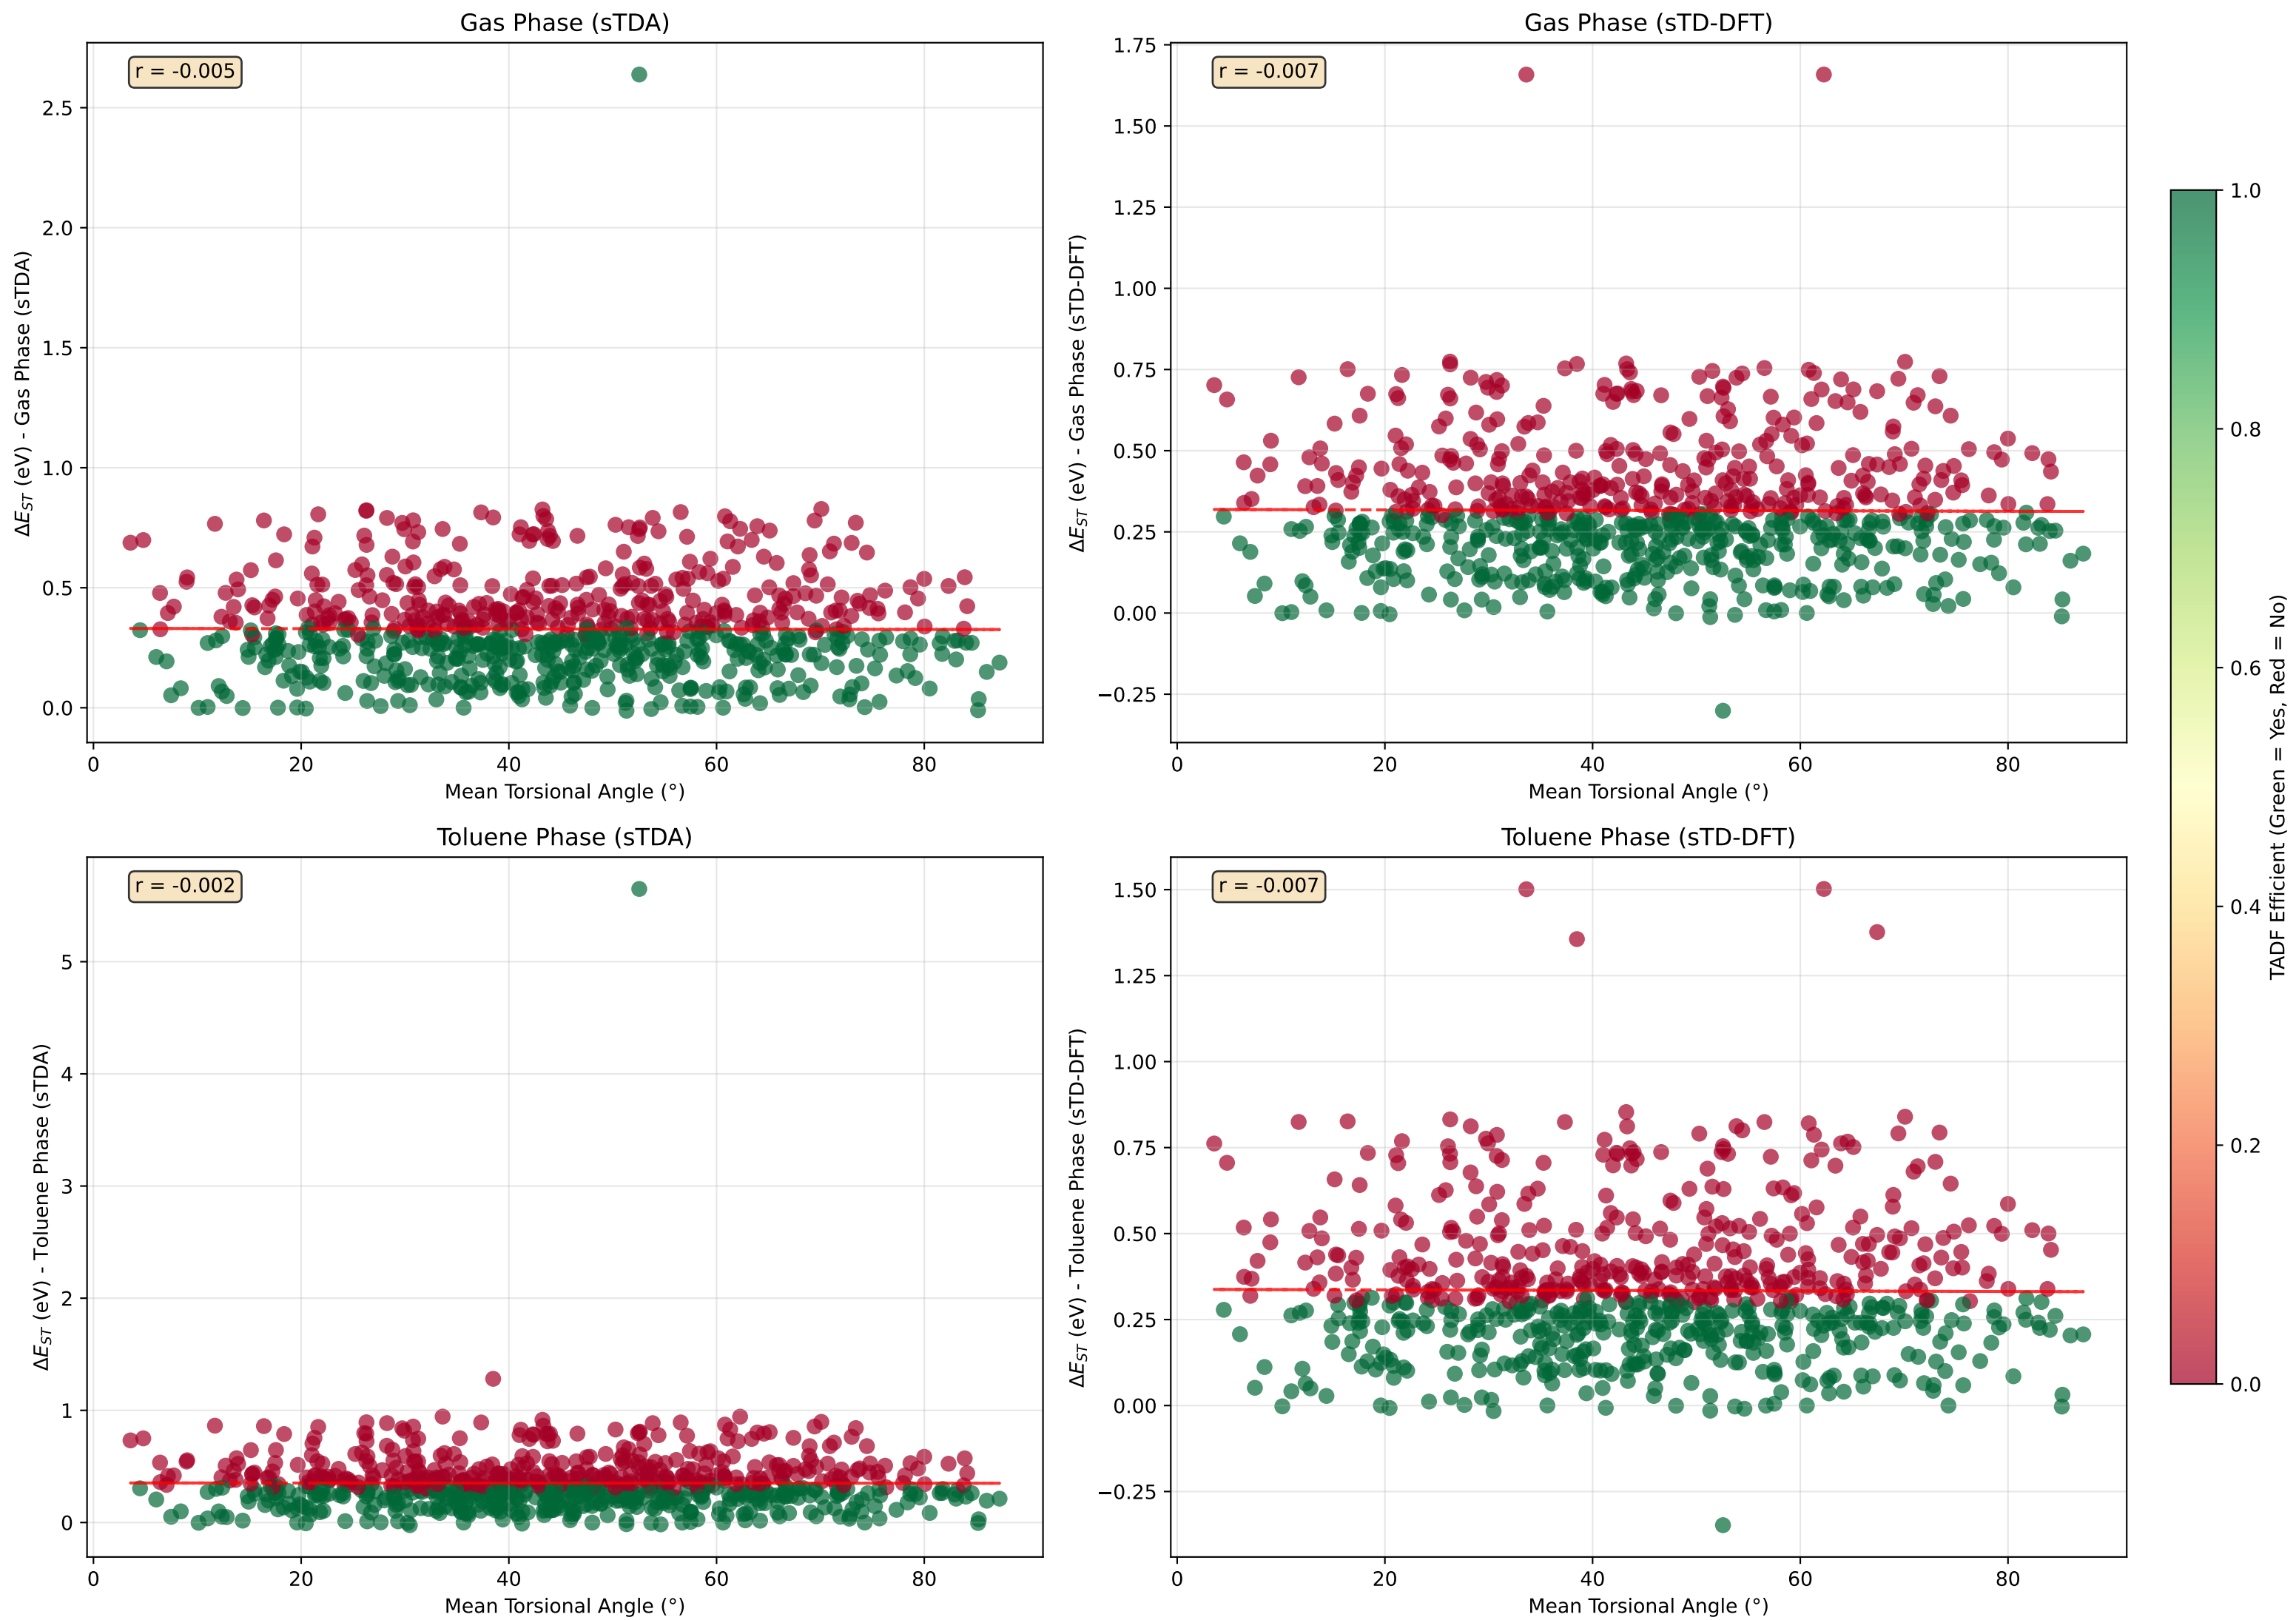 Gas Phase (sTDA)
r = -0.005
2.5
2.0
1.5
1.0
0.5
0.0
ΔE_ST (eV) - Gas Phase (sTDA)
0 20 40 60 80
Mean Torsional Angle (°)
Gas Phase (sTD-DFT)
r = -0.007
1.75
1.50
1.25
1.00
0.75
0.50
0.25
0.00
−0.25
ΔE_ST (eV) - Gas Phase (sTD-DFT)
0 20 40 60 80
Mean Torsional Angle (°)
Toluene Phase (sTDA)
r = -0.002
5
4
3
2
1
0
ΔE_ST (eV) - Toluene Phase (sTDA)
0 20 40 60 80
Mean Torsional Angle (°)
Toluene Phase (sTD-DFT)
r = -0.007
1.50
1.25
1.00
0.75
0.50
0.25
0.00
−0.25
ΔE_ST (eV) - Toluene Phase (sTD-DFT)
0 20 40 60 80
Mean Torsional Angle (°)
1.0
0.8
0.6
0.4
0.2
0.0
TADF Efficient (Green = Yes, Red = No)